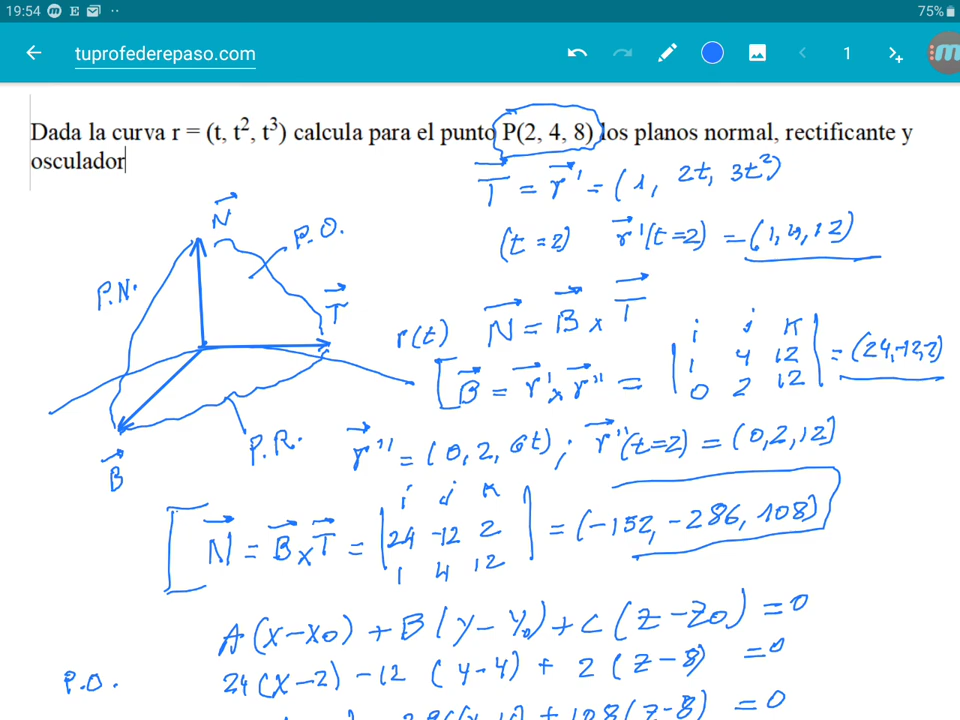 19:54 M E ··
75%
tuprofederepaso.com
1
Dada la curva r = (t, t², t³) calcula para el punto P(2, 4, 8) los planos normal, rectificante y
osculador
T = r' = (1, 2t, 3t²)
(t = 2) r'(t=2) = (1, 4, 12)
N
P.O.
P.N.
T
r(t) N = B x T
B = r' x r'' = | i j k
1 4 12
0 2 12 | = (24,-12,2)
P.R.
B
r'' = (0, 2, 6t) ; r''(t=2) = (0,2,12]
N = B x T = | i j k
24 -12 2
1 4 12 | = (-152, -286, 108)
A(x-x0) + B(y-y0) + C(z-z0) = 0
P.O. 24(x-2) -12 (y-4) + 2(z-8) = 0
+ 108(z-8) = 0